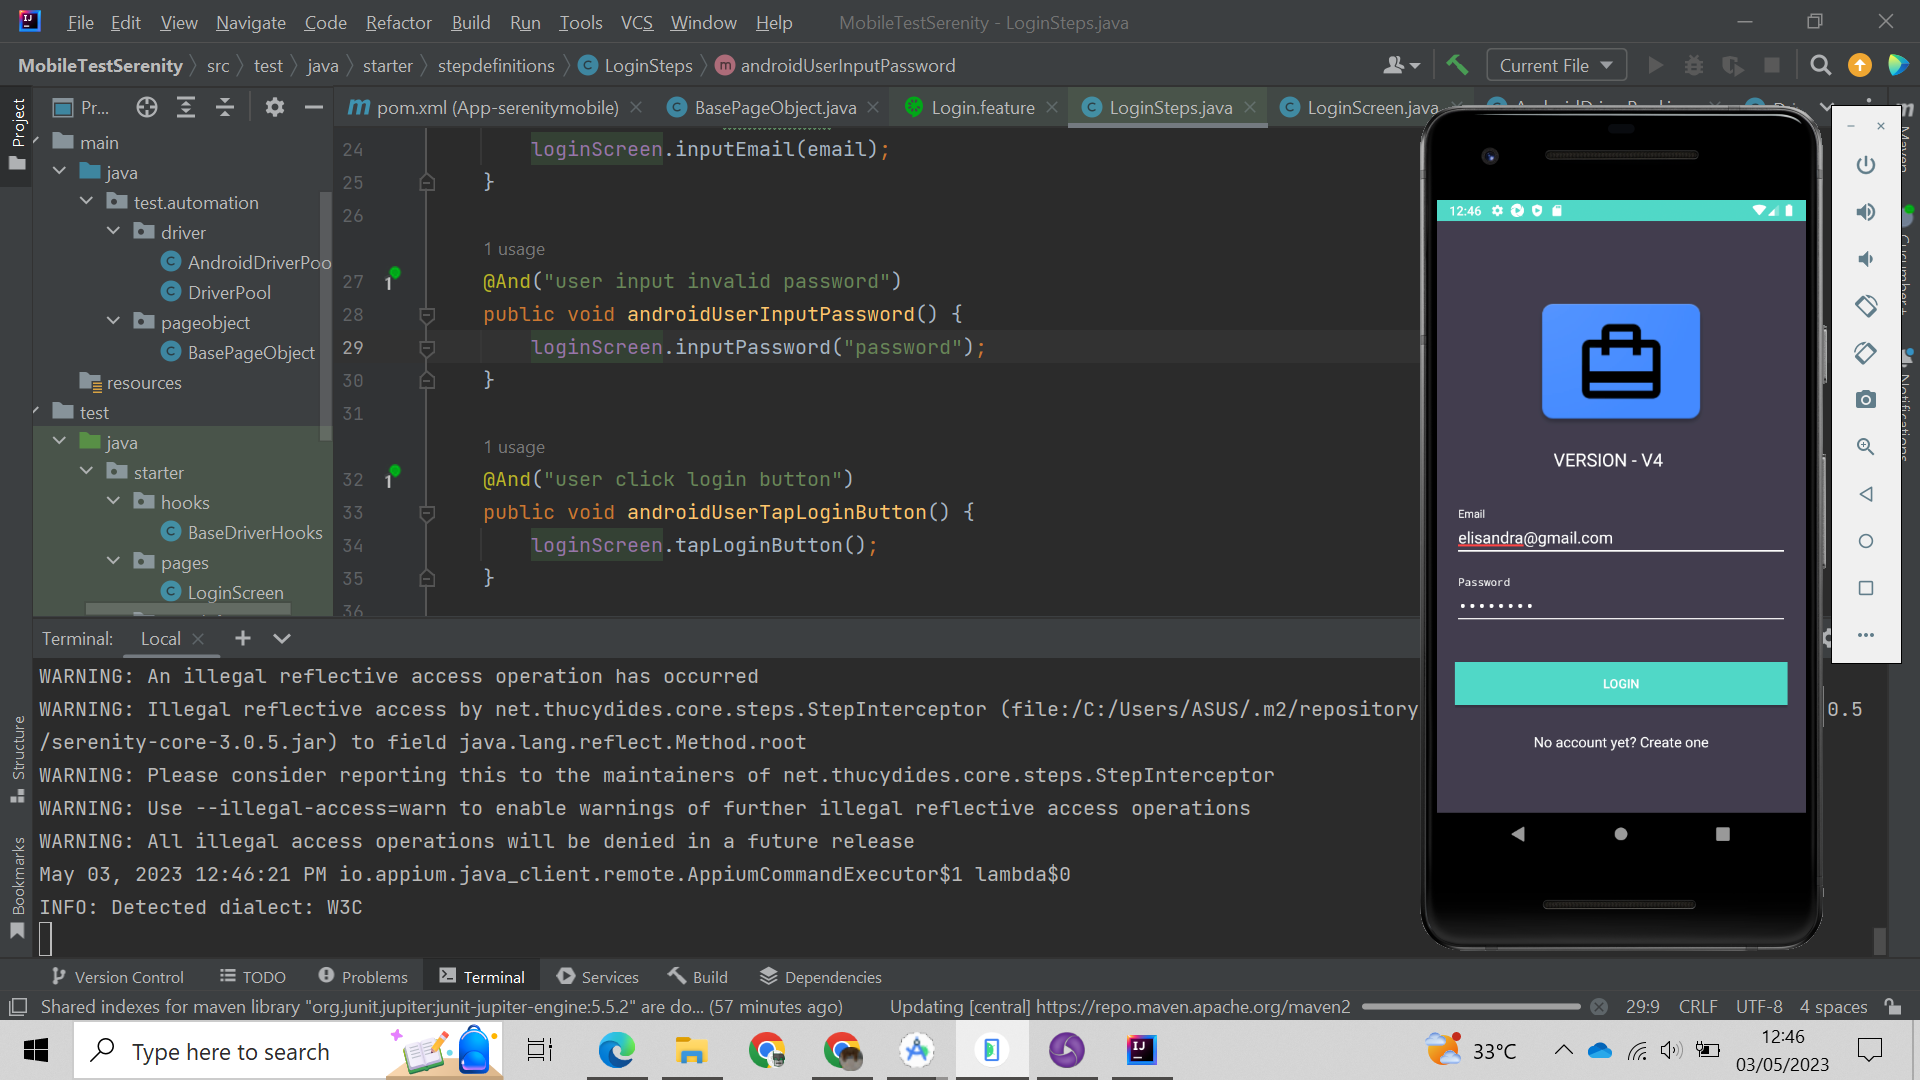 File Edit View Navigate Code Refactor Build Run Tools VCS Window Help MobileTestSerenity - LoginSteps.java
MobileTestSerenity src test java starter stepdefinitions LoginSteps androidUserInputPassword Current File
Project
Pr...
pom.xml (App-serenitymobile) BasePageObject.java Login.feature LoginSteps.java LoginScreen.java
main
java
test.automation
driver
AndroidDriverPoo
DriverPool
pageobject
BasePageObject
resources
test
java
starter
hooks
BaseDriverHooks
pages
LoginScreen
24 loginScreen.inputEmail(email);
25 }
26
1 usage
27 @And("user input invalid password")
28 public void androidUserInputPassword() {
29 loginScreen.inputPassword("password");
30 }
31
1 usage
32 @And("user click login button")
33 public void androidUserTapLoginButton() {
34 loginScreen.tapLoginButton();
35 }
36
12:46
VERSION - V4
Email
elisandra@gmail.com
Password
••••••••
LOGIN
No account yet? Create one
Maven
Notifications
Terminal: Local
WARNING: An illegal reflective access operation has occurred
WARNING: Illegal reflective access by net.thucydides.core.steps.StepInterceptor (file:/C:/Users/ASUS/.m2/repository 0.5
/serenity-core-3.0.5.jar) to field java.lang.reflect.Method.root
WARNING: Please consider reporting this to the maintainers of net.thucydides.core.steps.StepInterceptor
WARNING: Use --illegal-access=warn to enable warnings of further illegal reflective access operations
WARNING: All illegal access operations will be denied in a future release
May 03, 2023 12:46:21 PM io.appium.java_client.remote.AppiumCommandExecutor$1 lambda$0
INFO: Detected dialect: W3C
Structure
Bookmarks
Version Control TODO Problems Terminal Services Build Dependencies
Shared indexes for maven library "org.junit.jupiter:junit-jupiter-engine:5.5.2" are do... (57 minutes ago) Updating [central] https://repo.maven.apache.org/maven2 29:9 CRLF UTF-8 4 spaces
Type here to search
33°C
12:46
03/05/2023